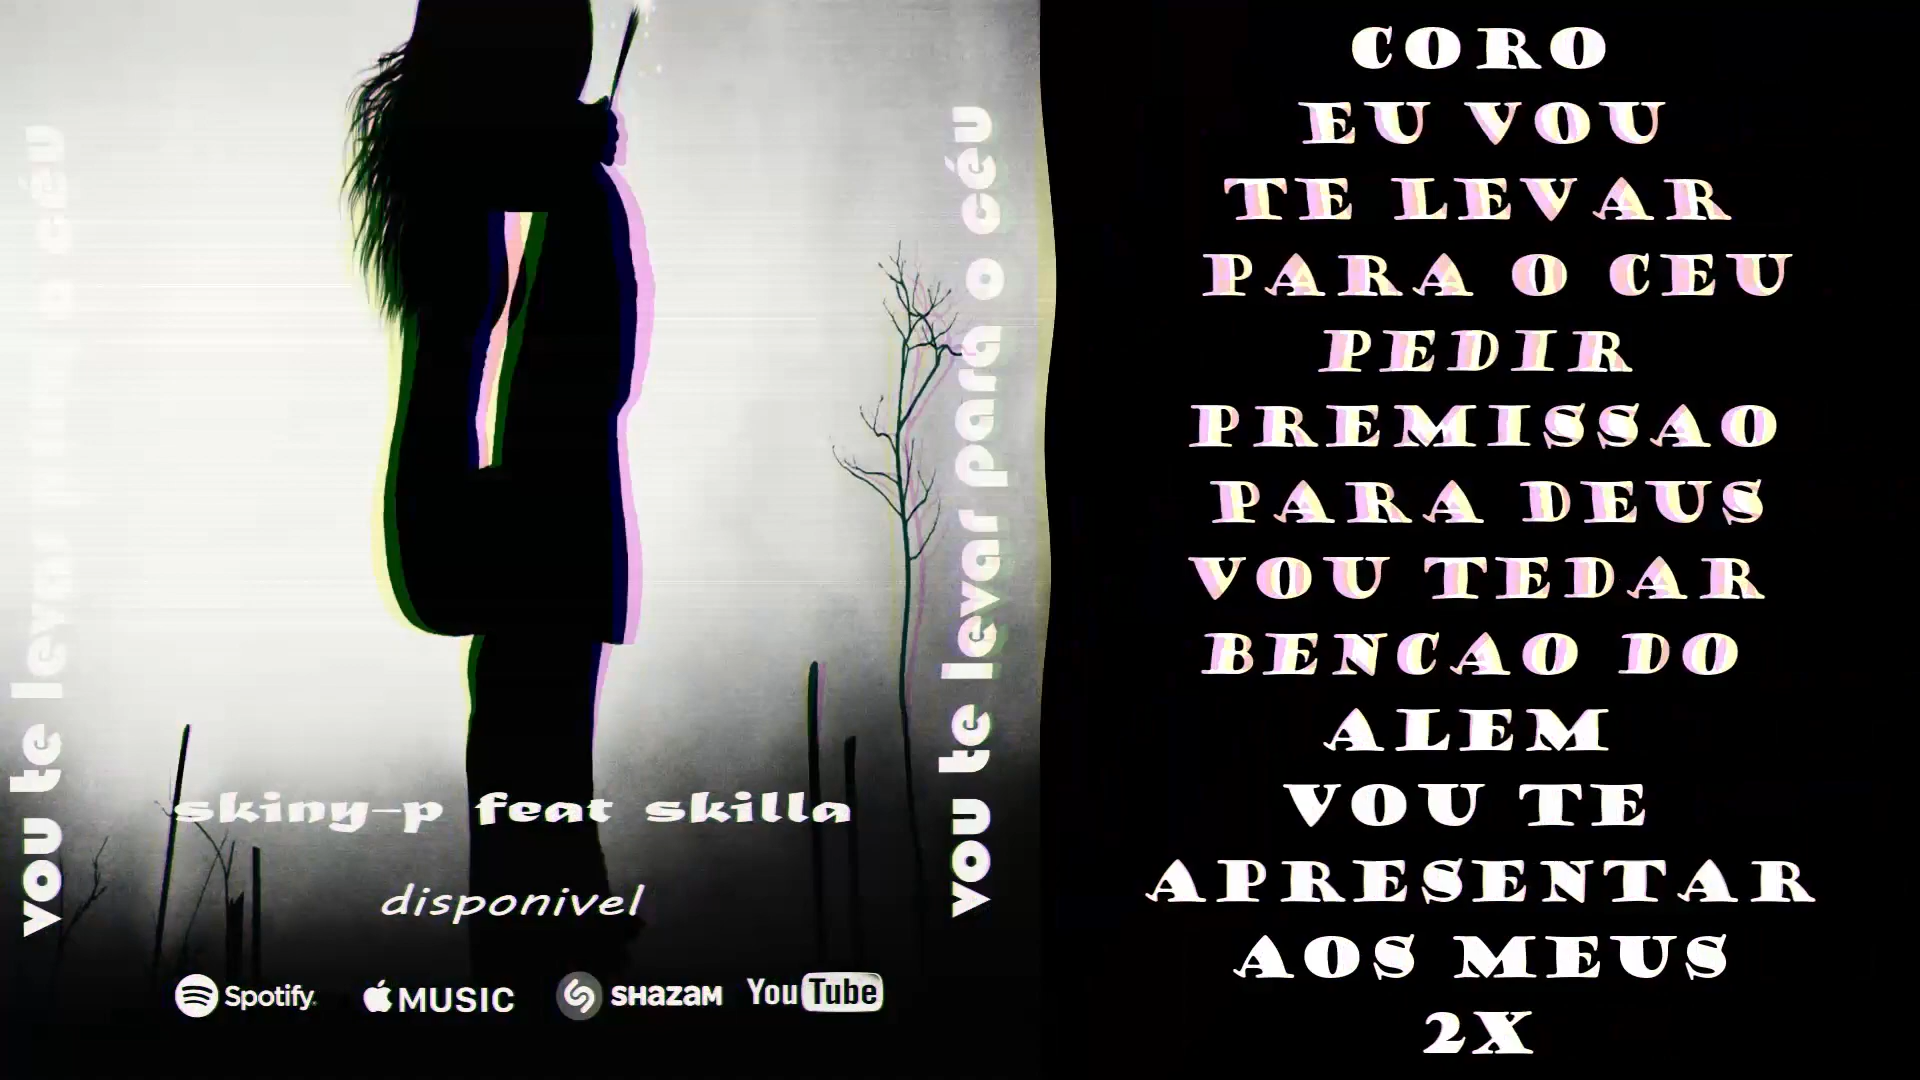 vou te levar para o céu
skiny-p feat skilla
disponivel
Spotify
MUSIC
SHAZAM
YouTube
vou te levar para o céu
CORO
EU VOU
TE LEVAR
PARA O CEU
PEDIR
PREMISSAO
PARA DEUS
VOU TEDAR
BENCAO DO
ALEM
VOU TE
APRESENTAR
AOS MEUS
2X